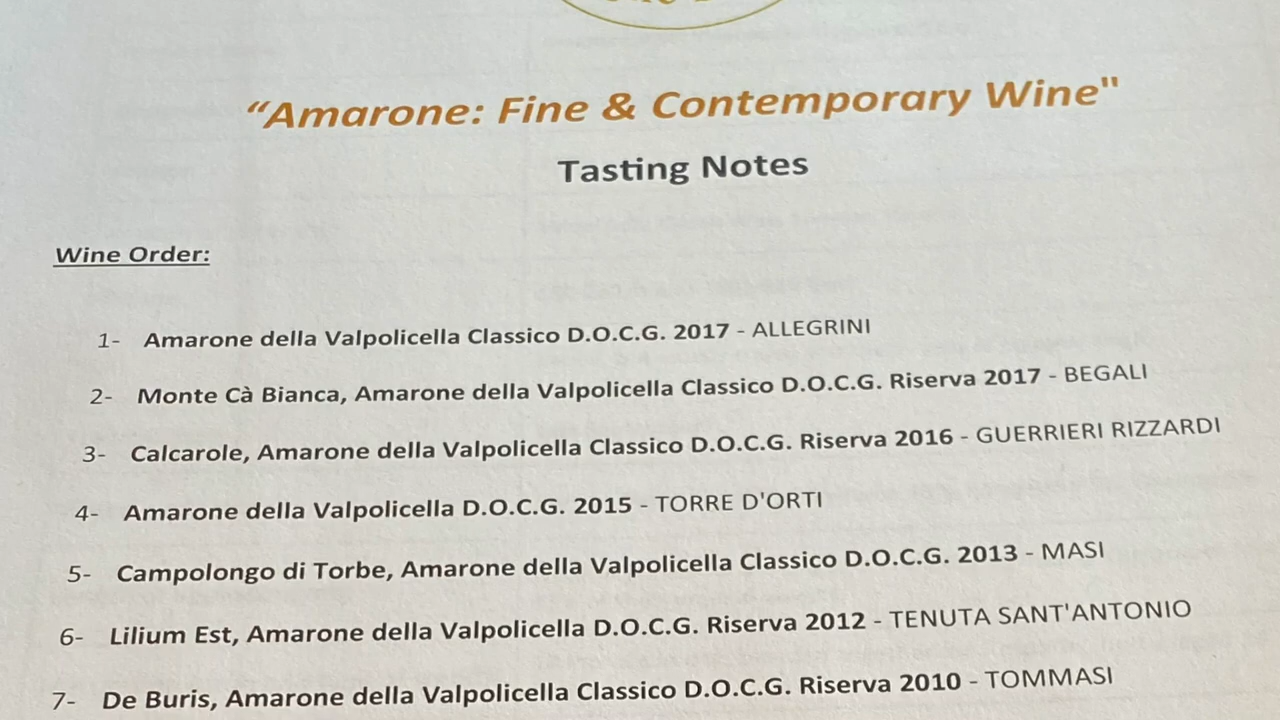 “Amarone: Fine & Contemporary Wine"
Tasting Notes
Wine Order:
1- Amarone della Valpolicella Classico D.O.C.G. 2017 - ALLEGRINI
2- Monte Cà Bianca, Amarone della Valpolicella Classico D.O.C.G. Riserva 2017 - BEGALI
3- Calcarole, Amarone della Valpolicella Classico D.O.C.G. Riserva 2016 - GUERRIERI RIZZARDI
4- Amarone della Valpolicella D.O.C.G. 2015 - TORRE D'ORTI
5- Campolongo di Torbe, Amarone della Valpolicella Classico D.O.C.G. 2013 - MASI
6- Lilium Est, Amarone della Valpolicella D.O.C.G. Riserva 2012 - TENUTA SANT'ANTONIO
7- De Buris, Amarone della Valpolicella Classico D.O.C.G. Riserva 2010 - TOMMASI